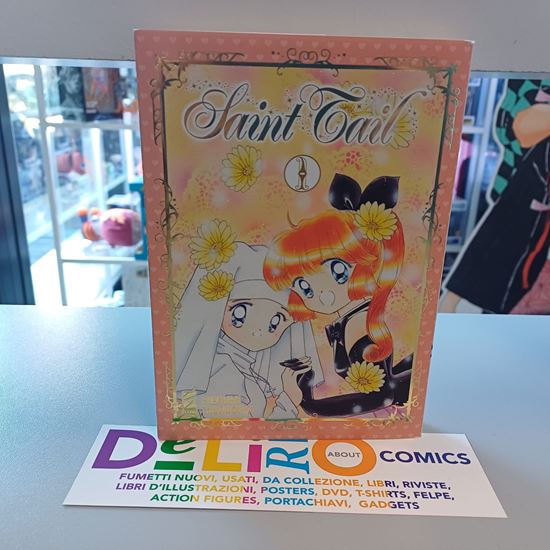 Saint Tail
1
DeLiRO
ABOUT
COMICS
FUMETTI NUOVI, USATI, DA COLLEZIONE, LIBRI, RIVISTE,
LIBRI D'ILLUSTRAZIONI, POSTERS, DVD, T-SHIRTS, FELPE,
ACTION FIGURES, PORTACHIAVI, GADGETS